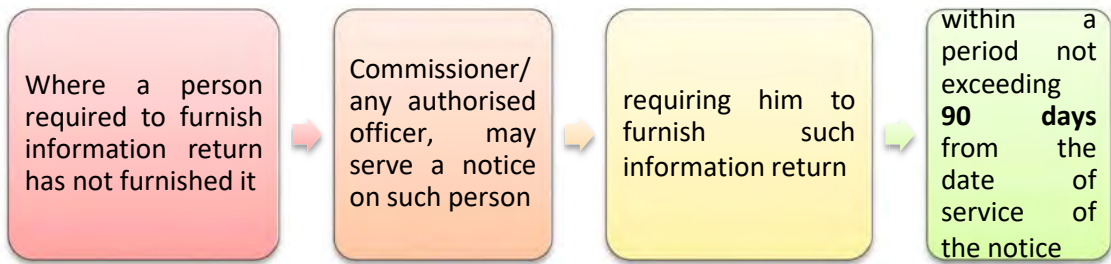 Where a person
required to furnish
information return
has not furnished it
Commissioner/
any authorised
officer, may
serve a notice
on such person
requiring him to
furnish such
information return
within a
period not
exceeding
90 days
from the
date of
service of
the notice